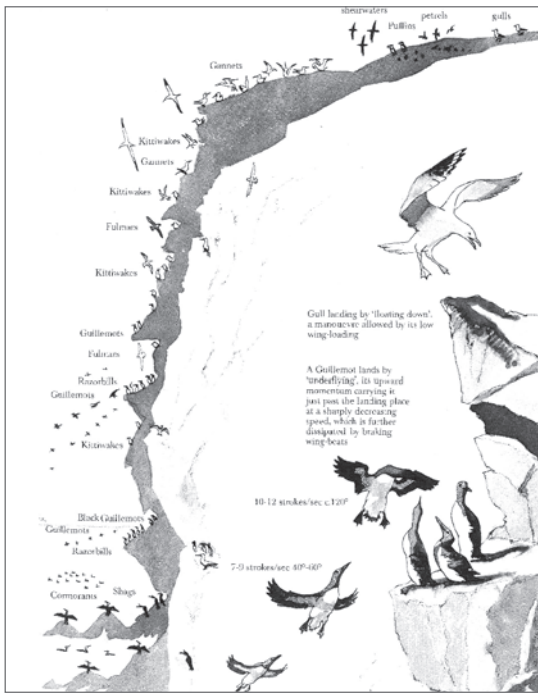 shearwaters
Puffins
petrels
gulls
Gannets
Kittiwakes
Gannets
Kittiwakes
Fulmars
Kittiwakes
Guillemots
Fulmars
Razorbills
Guillemots
Kittiwakes
Black Guillemots
Guillemots
Razorbills
Cormorants
Shags
Gull landing by 'floating down',
a manoeuvre allowed by its low
wing-loading
A Guillemot lands by
'underflying', its upward
momentum carrying it
just past the landing place
at a sharply decreasing
speed, which is further
dissipated by braking
wing-beats
10-12 strokes/sec c.120°
7-9 strokes/sec 40°-60°